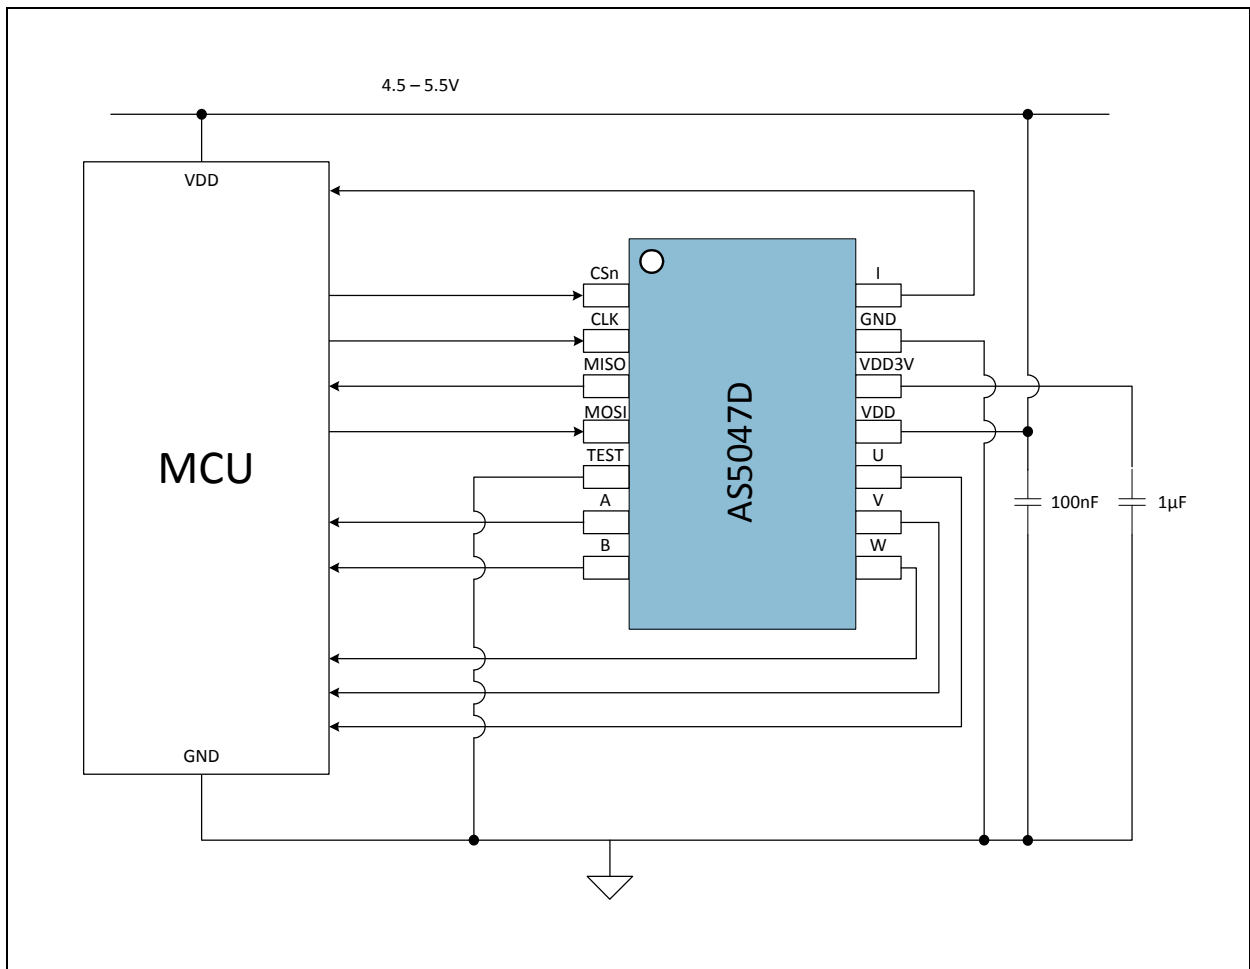 4.5 – 5.5V
VDD
CSn
I
CLK
GND
MISO
VDD3V
MOSI
VDD
TEST
U
A
V
B
W
MCU
AS5047D
100nF
1µF
GND